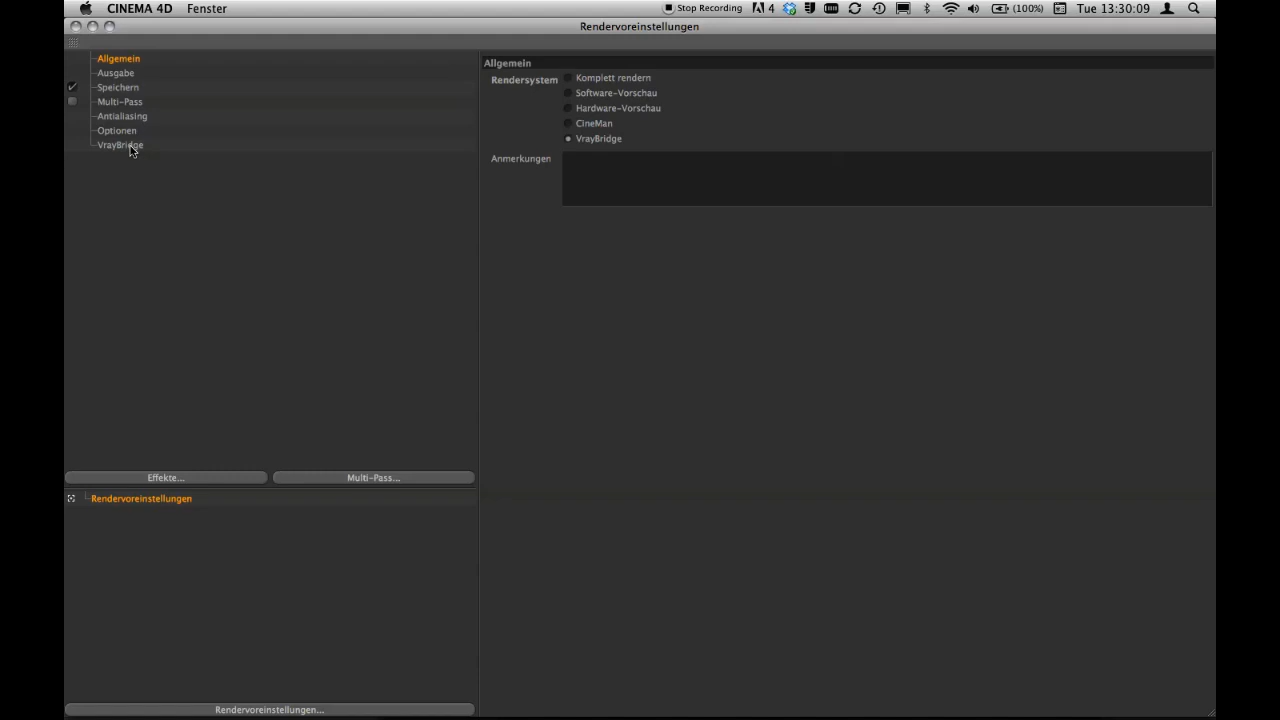 CINEMA 4D Fenster Stop Recording 4 (100%) Tue 13:30:09
Rendervoreinstellungen
Allgemein
Ausgabe
Speichern
Multi-Pass
Antialiasing
Optionen
VrayBridge
Effekte... Multi-Pass...
Rendervoreinstellungen
Rendervoreinstellungen...
Allgemein
Rendersystem Komplett rendern
Software-Vorschau
Hardware-Vorschau
CineMan
VrayBridge
Anmerkungen